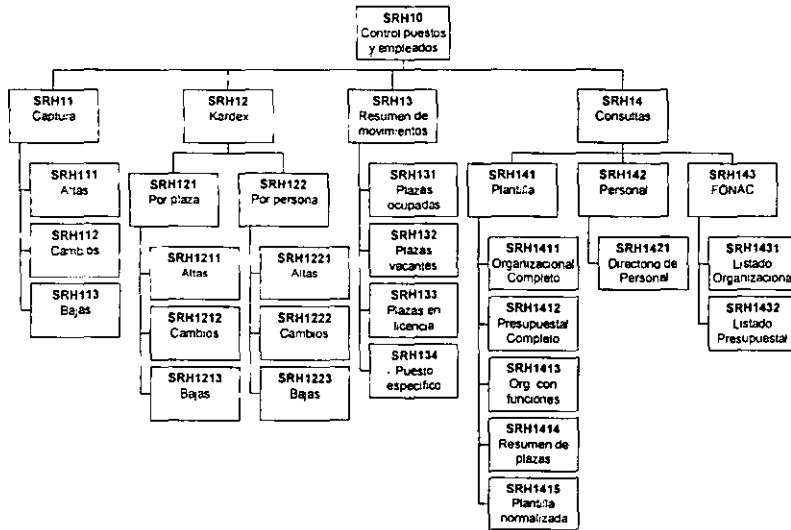 SRH10
Control puestos
y empleados
SRH11
Captura
SRH111
Altas
SRH112
Cambios
SRH113
Bajas
SRH12
Kardex
SRH121
Por plaza
SRH1211
Altas
SRH1212
Cambios
SRH1213
Bajas
SRH122
Por persona
SRH1221
Altas
SRH1222
Cambios
SRH1223
Bajas
SRH13
Resumen de
movimientos
SRH131
Plazas
ocupadas
SRH132
Plazas
vacantes
SRH133
Plazas en
licencia
SRH134
Puesto
especifico
SRH14
Consultas
SRH141
Plantilla
SRH1411
Organizacional
Completo
SRH1412
Presupuestal
Completo
SRH1413
Org. con
funciones
SRH1414
Resumen de
plazas
SRH1415
Plantilla
normalizada
SRH142
Personal
SRH1421
Directorio de
Personal
SRH143
FONAC
SRH1431
Listado
Organizacional
SRH1432
Listado
Presupuestal